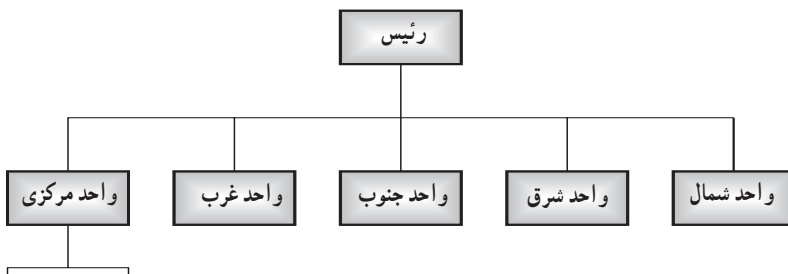 رئیس
واحد شمال
واحد شرق
واحد جنوب
واحد غرب
واحد مرکزی